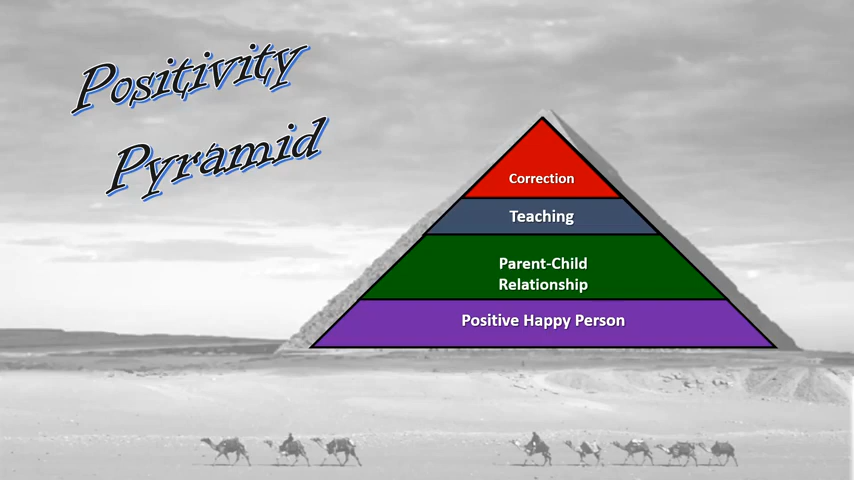 Positivity
Pyramid
Correction
Teaching
Parent-Child
Relationship
Positive Happy Person